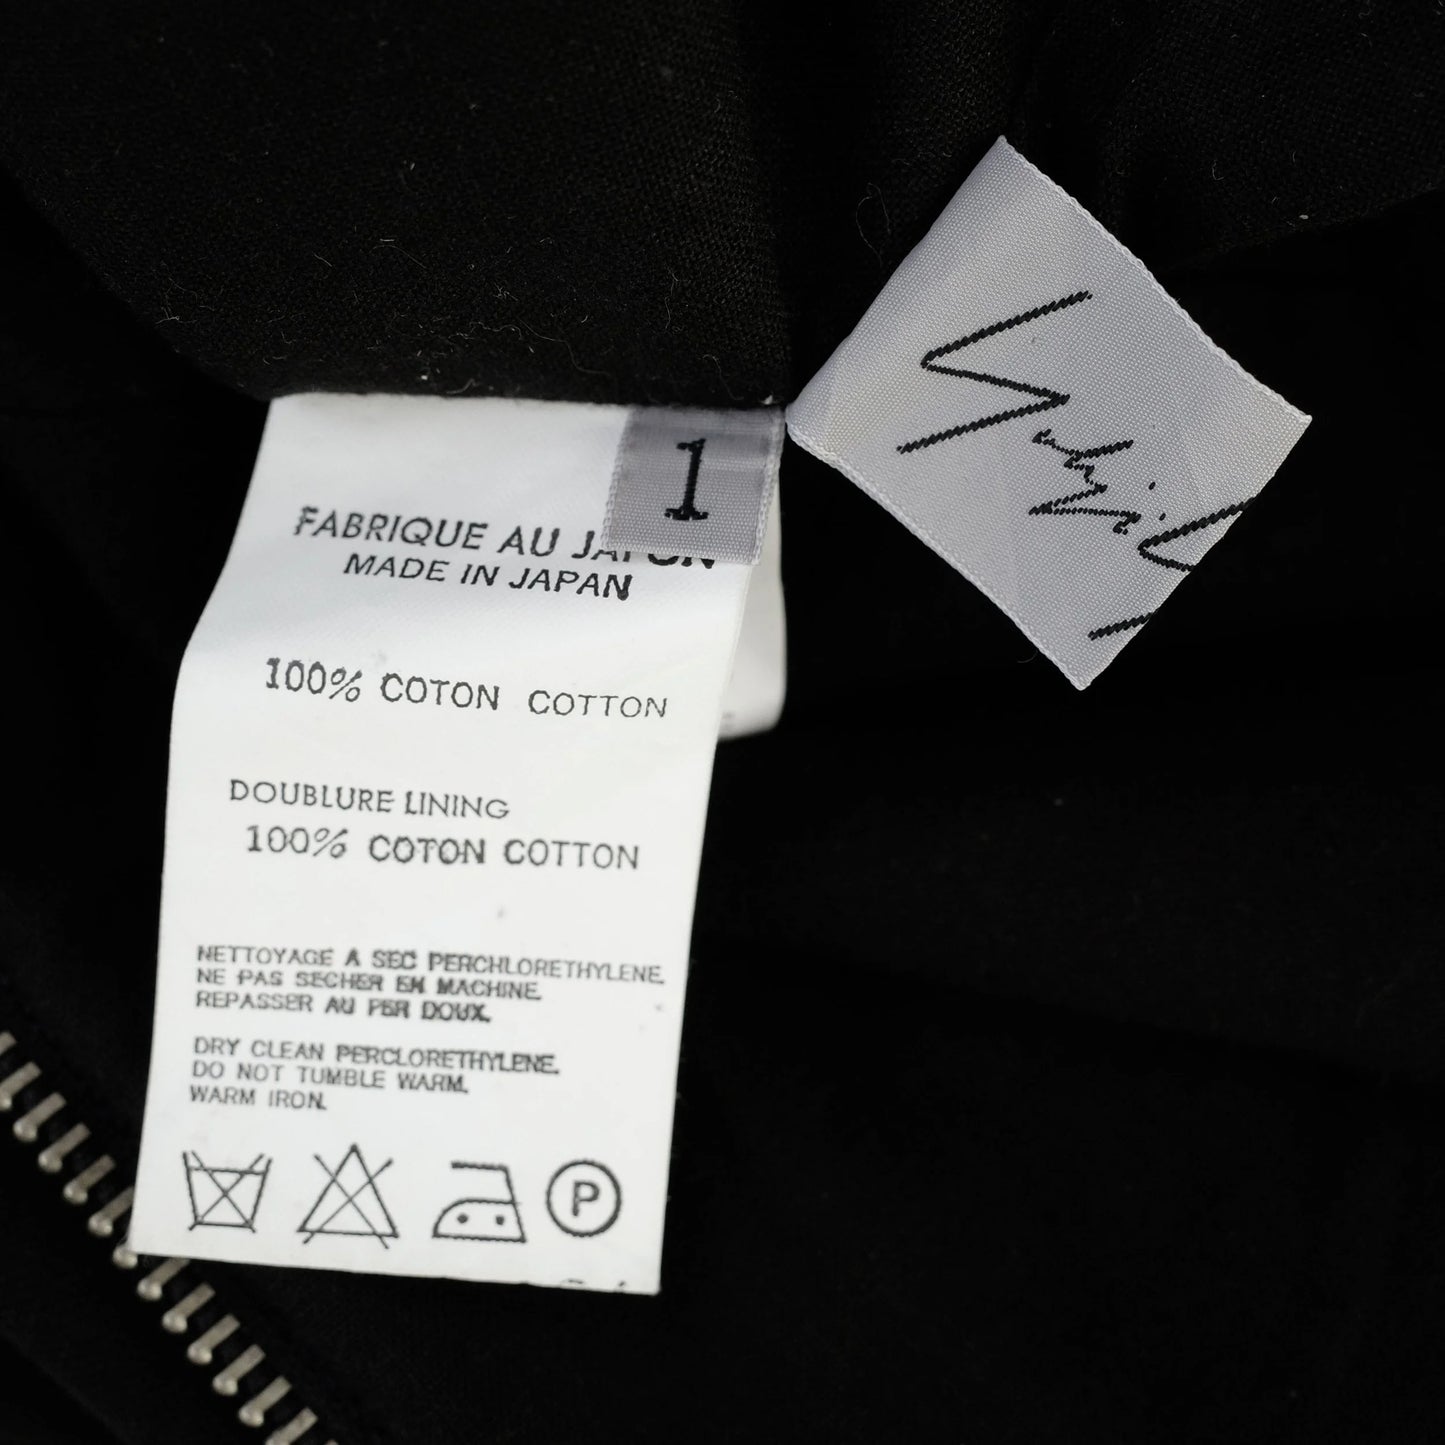 1
FABRIQUE AU JAPON
MADE IN JAPAN
100% COTON COTTON
DOUBLURE LINING
100% COTON COTTON
NETTOYAGE A SEC PERCHLORETHYLENE.
NE PAS SECHER EN MACHINE.
REPASSER AU FER DOUX.
DRY CLEAN PERCLORETHYLENE.
DO NOT TUMBLE WARM.
WARM IRON.
P